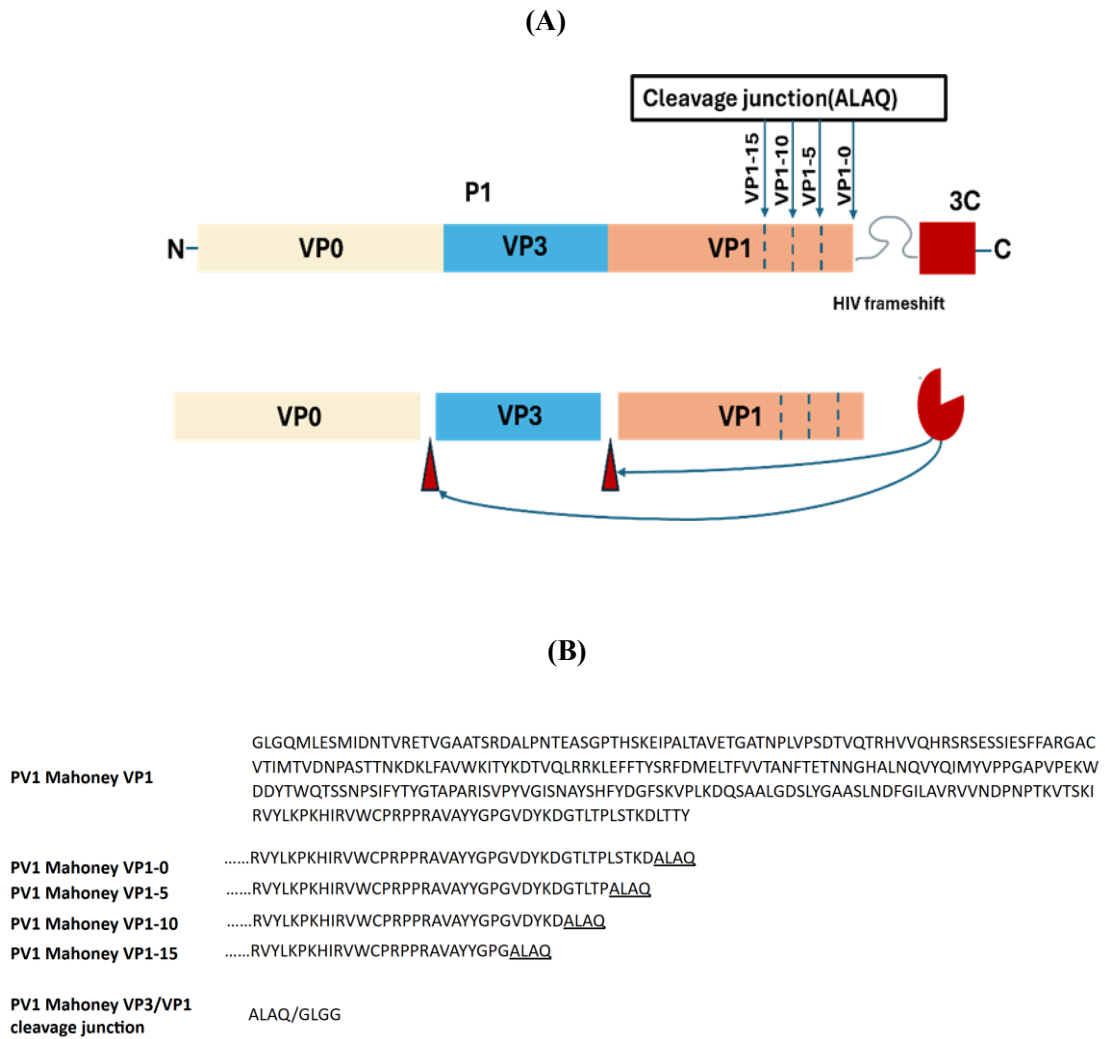 (A)
Cleavage junction(ALAQ)
VP1-15
VP1-10
VP1-5
VP1-0
P1
3C
N
VP0
VP3
VP1
C
HIV frameshift
VP0
VP3
VP1
(B)
GLGQMLESMIDNTVRETVGAATSRDALPNTEASGPTHSKEIPALTAVETGATNPLVPSDTVQTRHVVQHRSRSESSIESFFARGAC
PV1 Mahoney VP1
VTIMTVDNPASTTNKDKLFAVWKITYKDTVQLRRKLEFFTYSRFDMELTFVVTANFTETNNGHALNQVYQIMYVPPGAPVPEKW
DDYTWQTSSNPSIFYTYGTAPARISVPYVGISNAYSHFYDGFSKVPLKDQSAALGDSLYGAASLNDFGILAVRVVNDPNPTKVTSKI
RVYLKPKHIRVWCPRPPRAVAYYGPGVDYKDGTLTPLSTKDLTTY
PV1 Mahoney VP1-0 ......RVYLKPKHIRVWCPRPPRAVAYYGPGVDYKDGTLTPLSTKDALAQ
PV1 Mahoney VP1-5 ......RVYLKPKHIRVWCPRPPRAVAYYGPGVDYKDGTLTPALAQ
PV1 Mahoney VP1-10 ......RVYLKPKHIRVWCPRPPRAVAYYGPGVDYKDALAQ
PV1 Mahoney VP1-15 ......RVYLKPKHIRVWCPRPPRAVAYYGPGALAQ
PV1 Mahoney VP3/VP1
cleavage junction
ALAQ/GLGG